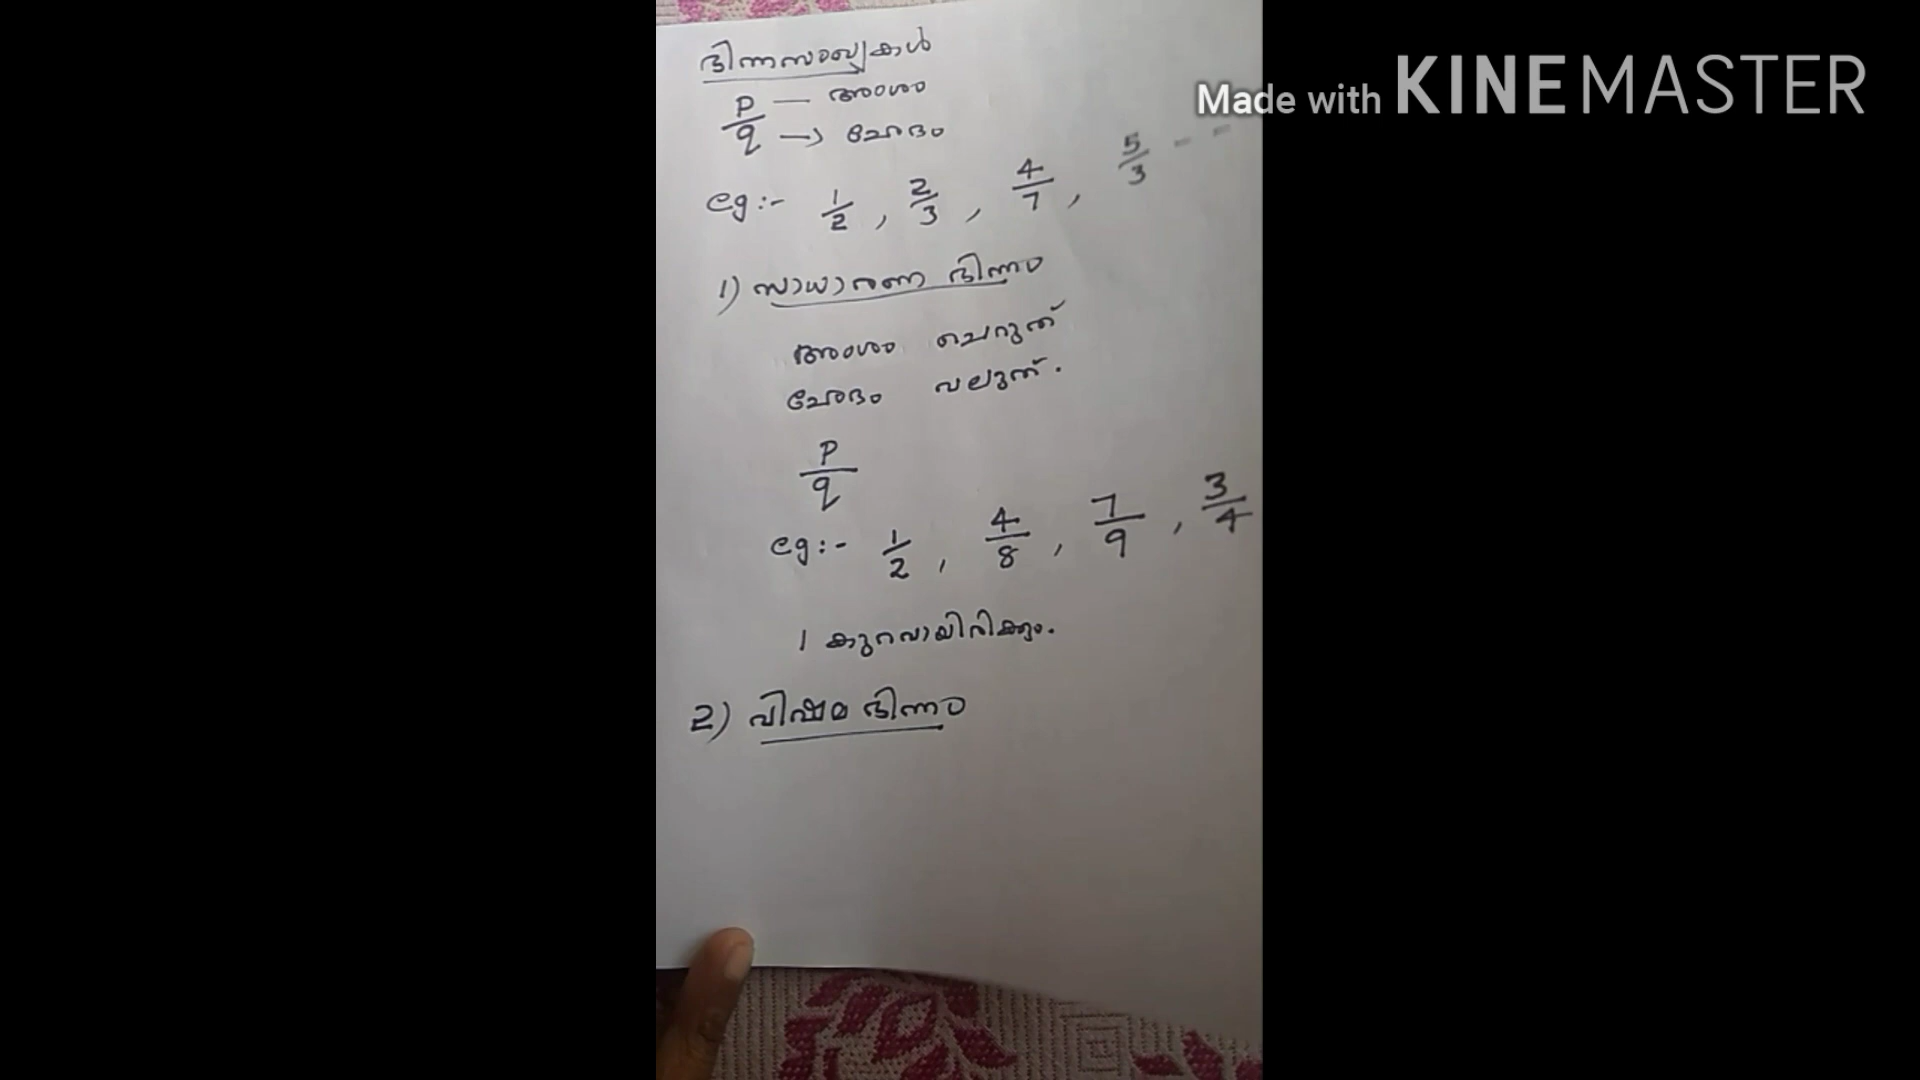 ഭിന്നസംഖ്യകൾ
p/q — അംശം
→ ഛേദം
eg:- 1/2, 2/3, 4/7, 5/3 - -
1) സാധാരണ ഭിന്നം
അംശം ചെറുത്
ഛേദം വലുത്.
p/q
eg:- 1/2, 4/8, 7/9, 3/4
1 കുറവായിരിക്കും.
2) വിഷമ ഭിന്നം
Made with KINEMASTER